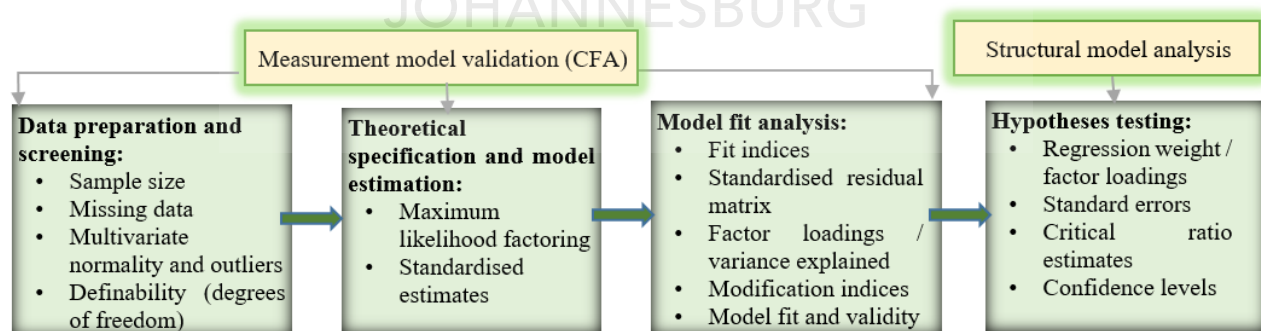 JOHANNESBURG
Measurement model validation (CFA)
Structural model analysis
Data preparation and
screening:
• Sample size
• Missing data
• Multivariate
normality and outliers
• Definability (degrees
of freedom)
Theoretical
specification and model
estimation:
• Maximum
likelihood factoring
• Standardised
estimates
Model fit analysis:
• Fit indices
• Standardised residual
matrix
• Factor loadings /
variance explained
• Modification indices
• Model fit and validity
Hypotheses testing:
• Regression weight /
factor loadings
• Standard errors
• Critical ratio
estimates
• Confidence levels